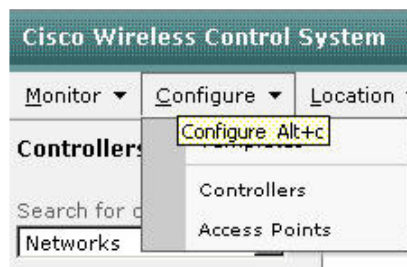 Cisco Wireless Control System
Monitor ▼ Configure ▼ Location
Configure Alt+c
Controllers
Controllers
Search for
Access Points
Networks